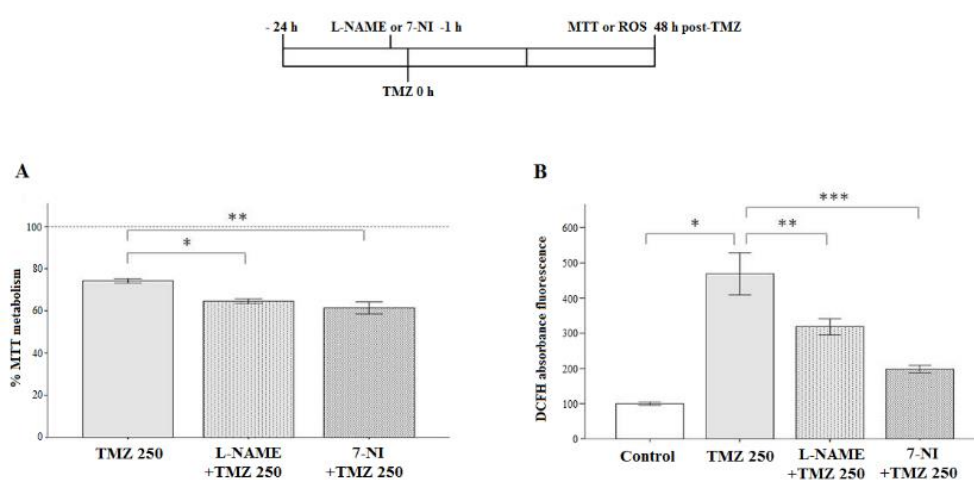 - 24 h L-NAME or 7-NI -1 h MTT or ROS 48 h post-TMZ
TMZ 0 h
A
% MTT metabolism
100
80
60
40
20
0
**
*
TMZ 250
L-NAME
+TMZ 250
7-NI
+TMZ 250
B
DCFH absorbance fluorescence
600
500
400
300
200
100
0
*
**
***
Control
TMZ 250
L-NAME
+TMZ 250
7-NI
+TMZ 250